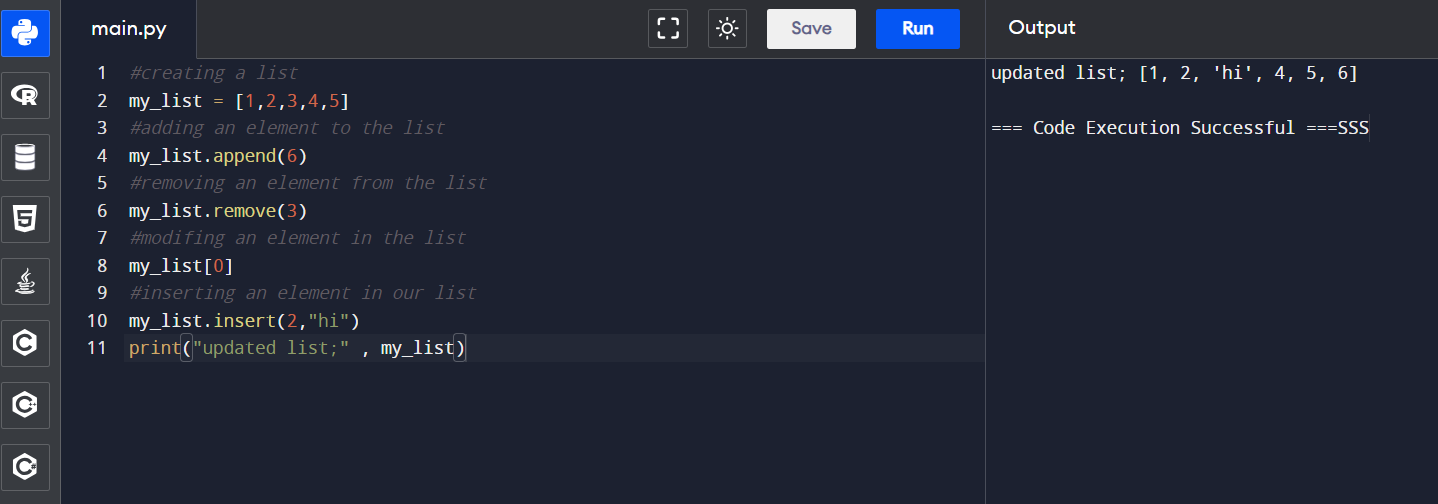 main.py
Save
Run
Output
1 #creating a list
2 my_list = [1,2,3,4,5]
3 #adding an element to the list
4 my_list.append(6)
5 #removing an element from the list
6 my_list.remove(3)
7 #modifing an element in the list
8 my_list[0]
9 #inserting an element in our list
10 my_list.insert(2,"hi")
11 print("updated list;" , my_list)
updated list; [1, 2, 'hi', 4, 5, 6]
=== Code Execution Successful ===SSS
R
5
C
C++
C#